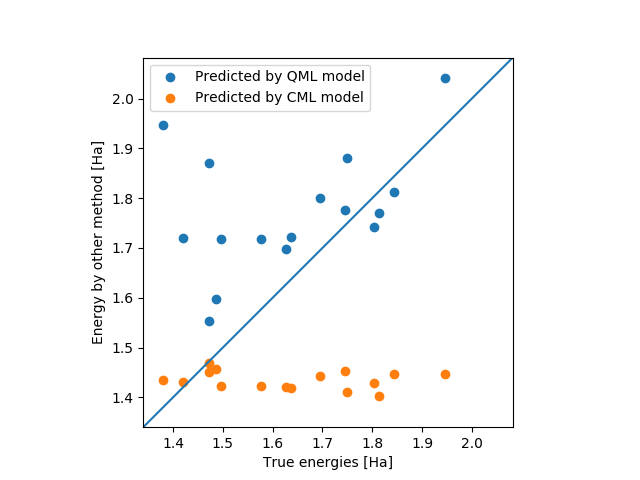 Predicted by QML model
Predicted by CML model
Energy by other method [Ha]
2.0
1.9
1.8
1.7
1.6
1.5
1.4
1.4 1.5 1.6 1.7 1.8 1.9 2.0
True energies [Ha]